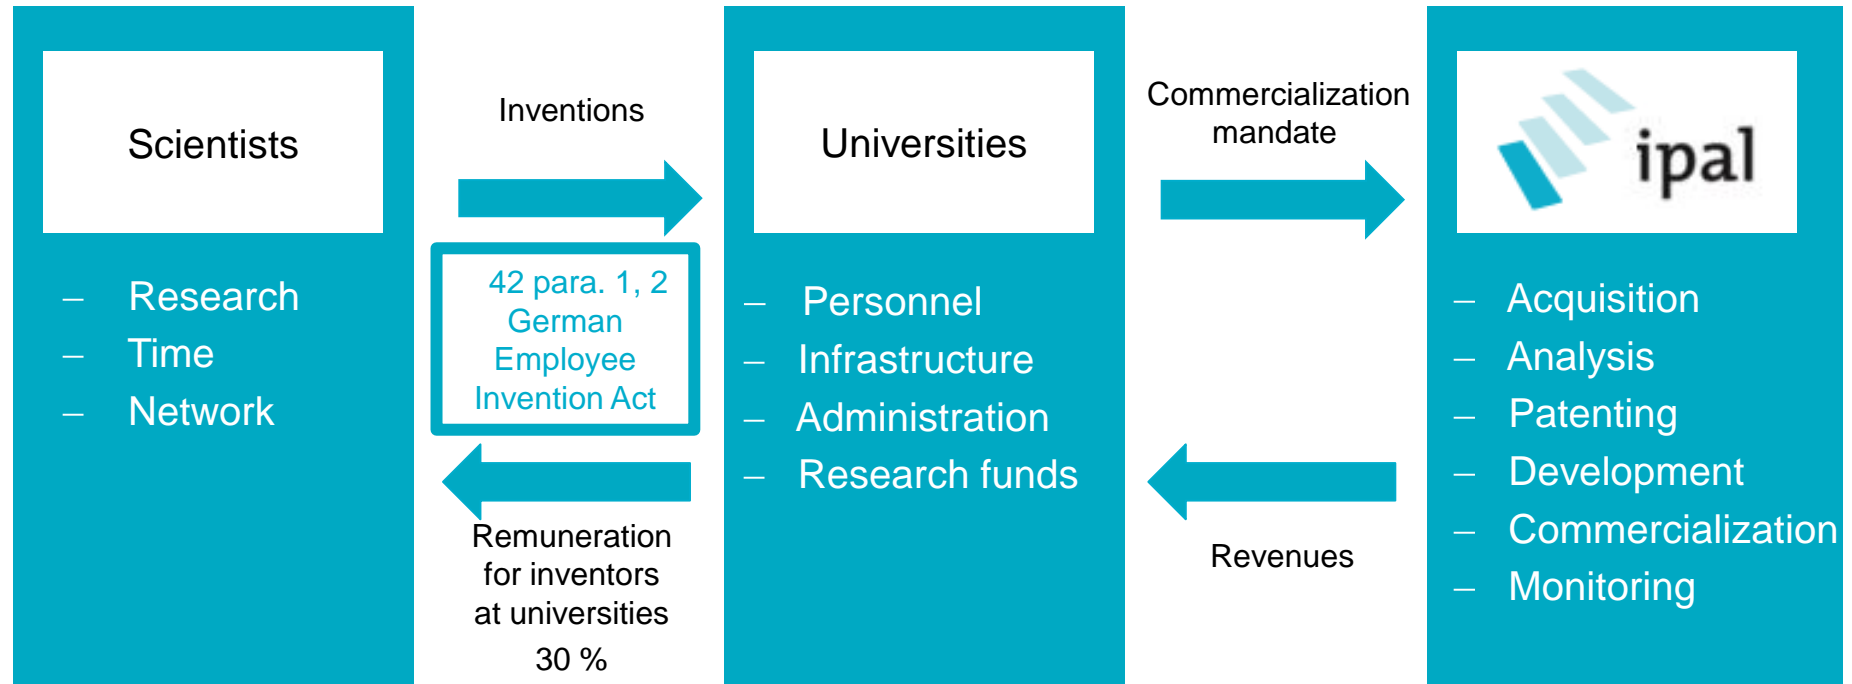 Scientists
– Research
– Time
– Network
Inventions
42 para. 1, 2
German
Employee
Invention Act
Remuneration
for inventors
at universities
30 %
Universities
– Personnel
– Infrastructure
– Administration
– Research funds
Commercialization
mandate
Revenues
ipal
– Acquisition
– Analysis
– Patenting
– Development
– Commercialization
– Monitoring